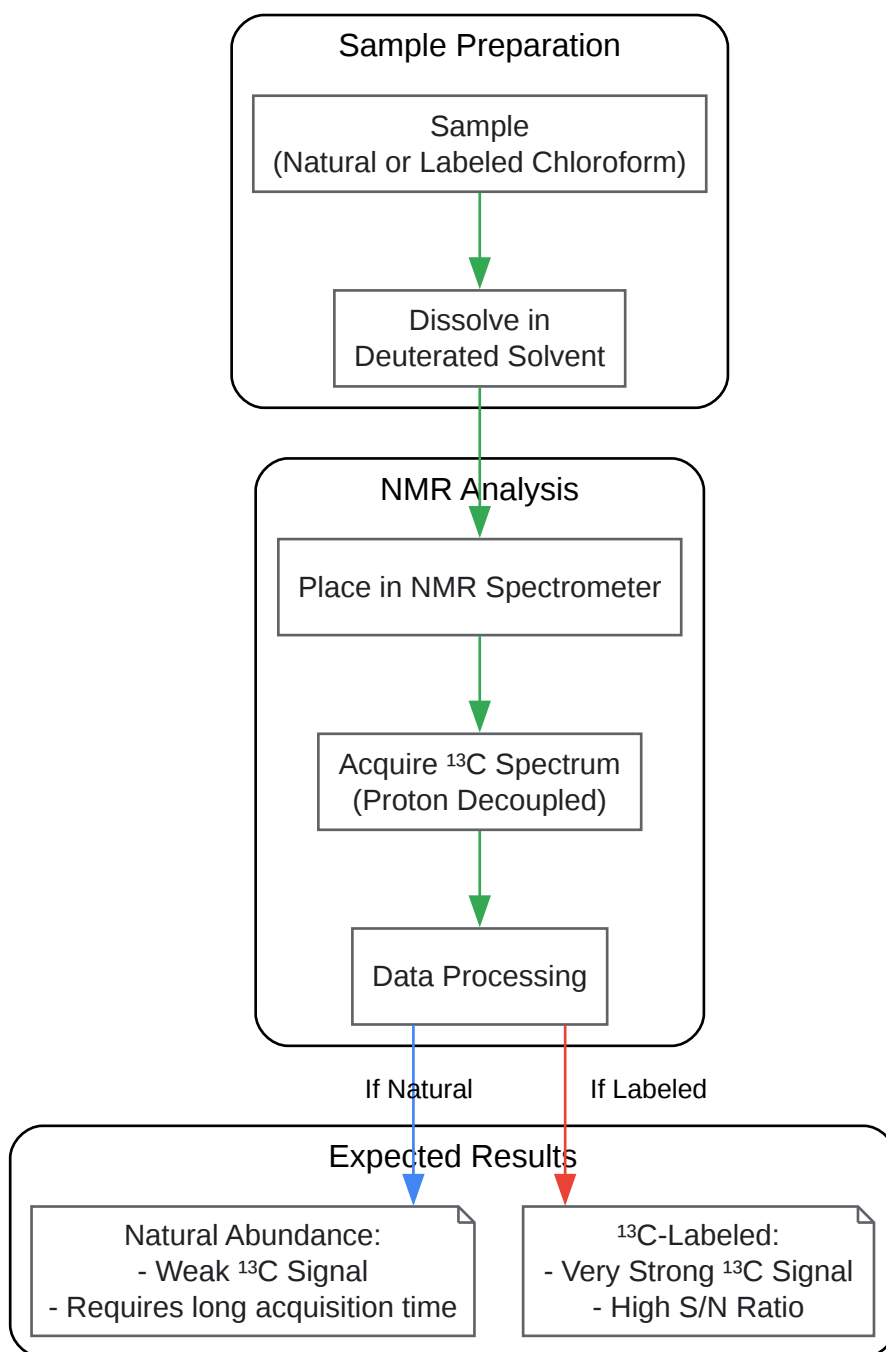 Sample Preparation
Sample
(Natural or Labeled Chloroform)
Dissolve in
Deuterated Solvent
NMR Analysis
Place in NMR Spectrometer
Acquire ¹³C Spectrum
(Proton Decoupled)
Data Processing
If Natural
If Labeled
Expected Results
Natural Abundance:
- Weak ¹³C Signal
- Requires long acquisition time
¹³C-Labeled:
- Very Strong ¹³C Signal
- High S/N Ratio